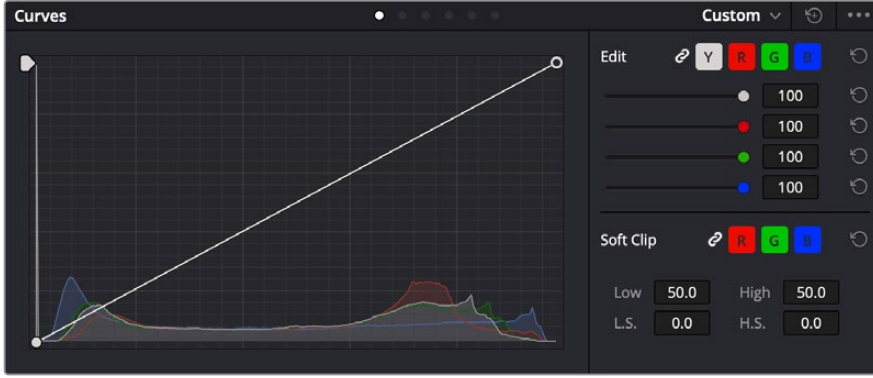 Curves
Custom
Edit Y R G B
100
100
100
100
Soft Clip R G B
Low 50.0 High 50.0
L.S. 0.0 H.S. 0.0